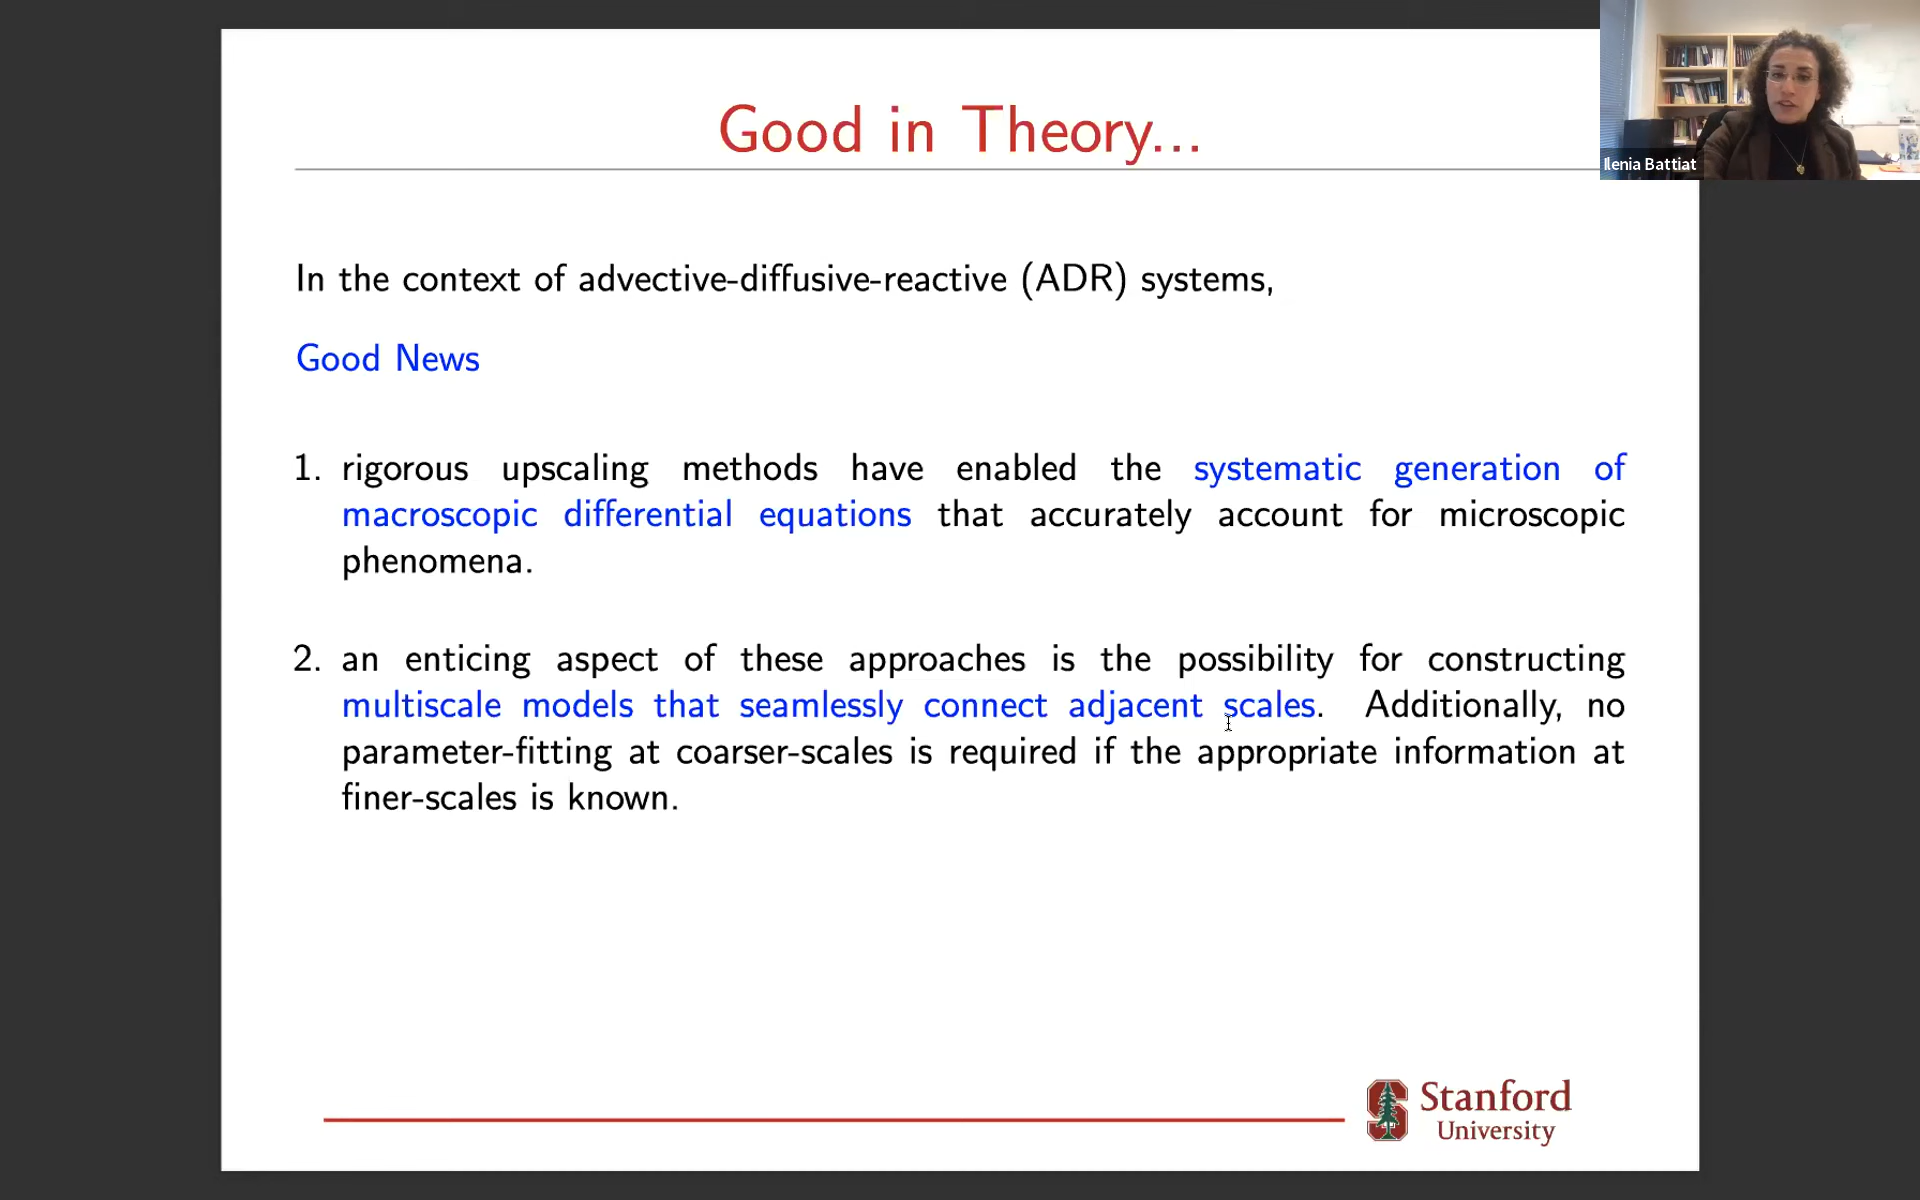 Good in Theory...
Ilenia Battiat
In the context of advective-diffusive-reactive (ADR) systems,
Good News
1. rigorous upscaling methods have enabled the systematic generation of
macroscopic differential equations that accurately account for microscopic
phenomena.
2. an enticing aspect of these approaches is the possibility for constructing
multiscale models that seamlessly connect adjacent scales. Additionally, no
parameter-fitting at coarser-scales is required if the appropriate information at
finer-scales is known.
Stanford
University